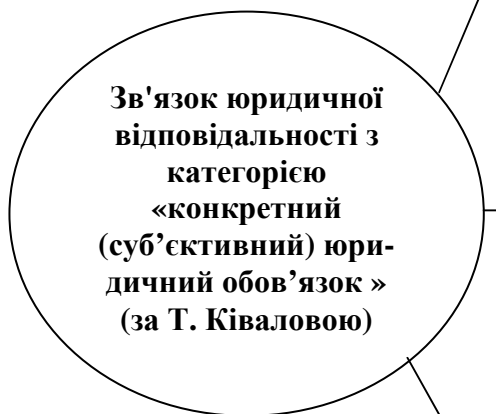 Зв'язок юридичної
відповідальності з
категорією
«конкретний
(суб’єктивний) юри-
дичний обов’язок »
(за Т. Ківаловою)